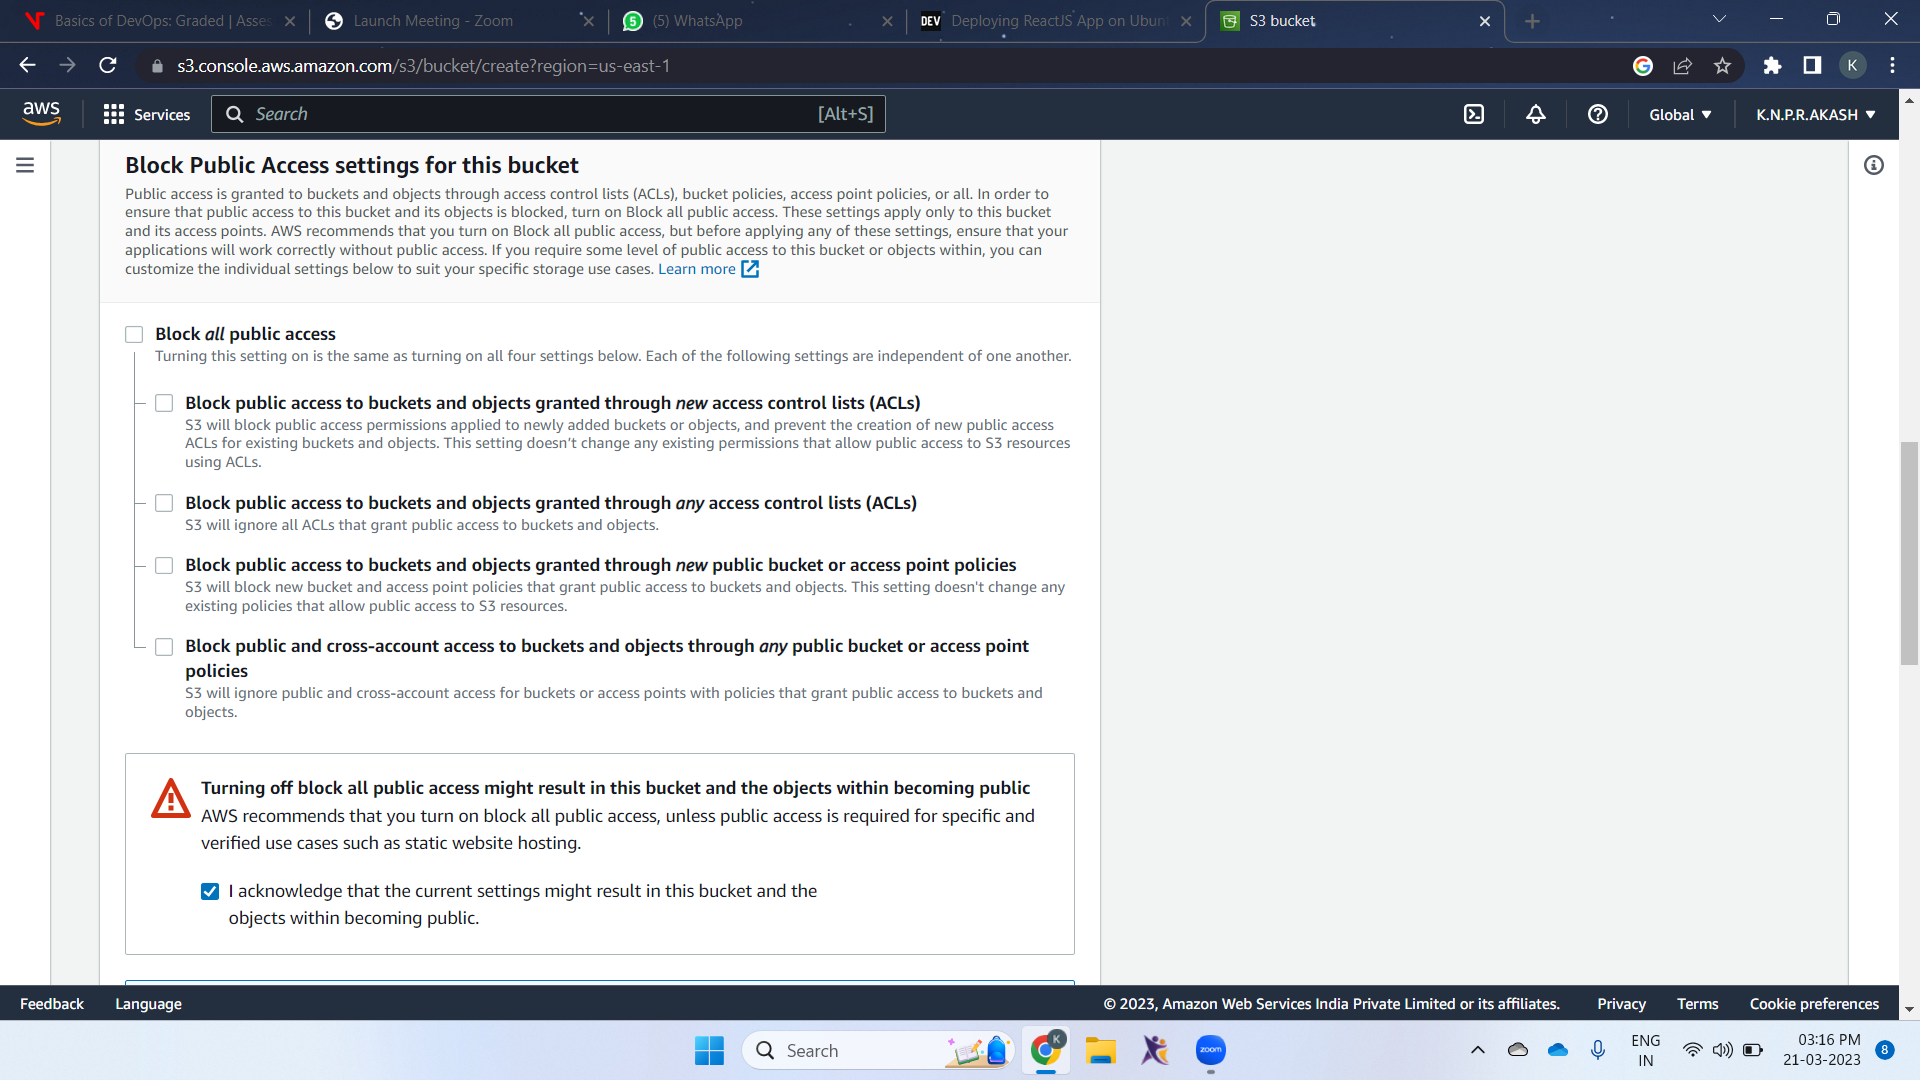 Basics of DevOps: Graded | Asses
Launch Meeting - Zoom
5
(5) WhatsApp
DEV
Deploying ReactJS App on Ubunt
S3 bucket
s3.console.aws.amazon.com/s3/bucket/create?region=us-east-1
K
aws
Services
Search
[Alt+S]
Global
K.N.P.R.AKASH
Block Public Access settings for this bucket
Public access is granted to buckets and objects through access control lists (ACLs), bucket policies, access point policies, or all. In order to
ensure that public access to this bucket and its objects is blocked, turn on Block all public access. These settings apply only to this bucket
and its access points. AWS recommends that you turn on Block all public access, but before applying any of these settings, ensure that your
applications will work correctly without public access. If you require some level of public access to this bucket or objects within, you can
customize the individual settings below to suit your specific storage use cases. Learn more
Block all public access
Turning this setting on is the same as turning on all four settings below. Each of the following settings are independent of one another.
Block public access to buckets and objects granted through new access control lists (ACLs)
S3 will block public access permissions applied to newly added buckets or objects, and prevent the creation of new public access
ACLs for existing buckets and objects. This setting doesn't change any existing permissions that allow public access to S3 resources
using ACLs.
Block public access to buckets and objects granted through any access control lists (ACLs)
S3 will ignore all ACLs that grant public access to buckets and objects.
Block public access to buckets and objects granted through new public bucket or access point policies
S3 will block new bucket and access point policies that grant public access to buckets and objects. This setting doesn't change any
existing policies that allow public access to S3 resources.
Block public and cross-account access to buckets and objects through any public bucket or access point
policies
S3 will ignore public and cross-account access for buckets or access points with policies that grant public access to buckets and
objects.
Turning off block all public access might result in this bucket and the objects within becoming public
AWS recommends that you turn on block all public access, unless public access is required for specific and
verified use cases such as static website hosting.
I acknowledge that the current settings might result in this bucket and the
objects within becoming public.
Feedback
Language
© 2023, Amazon Web Services India Private Limited or its affiliates.
Privacy
Terms
Cookie preferences
Search
K
zoom
ENG
IN
03:16 PM
21-03-2023
8